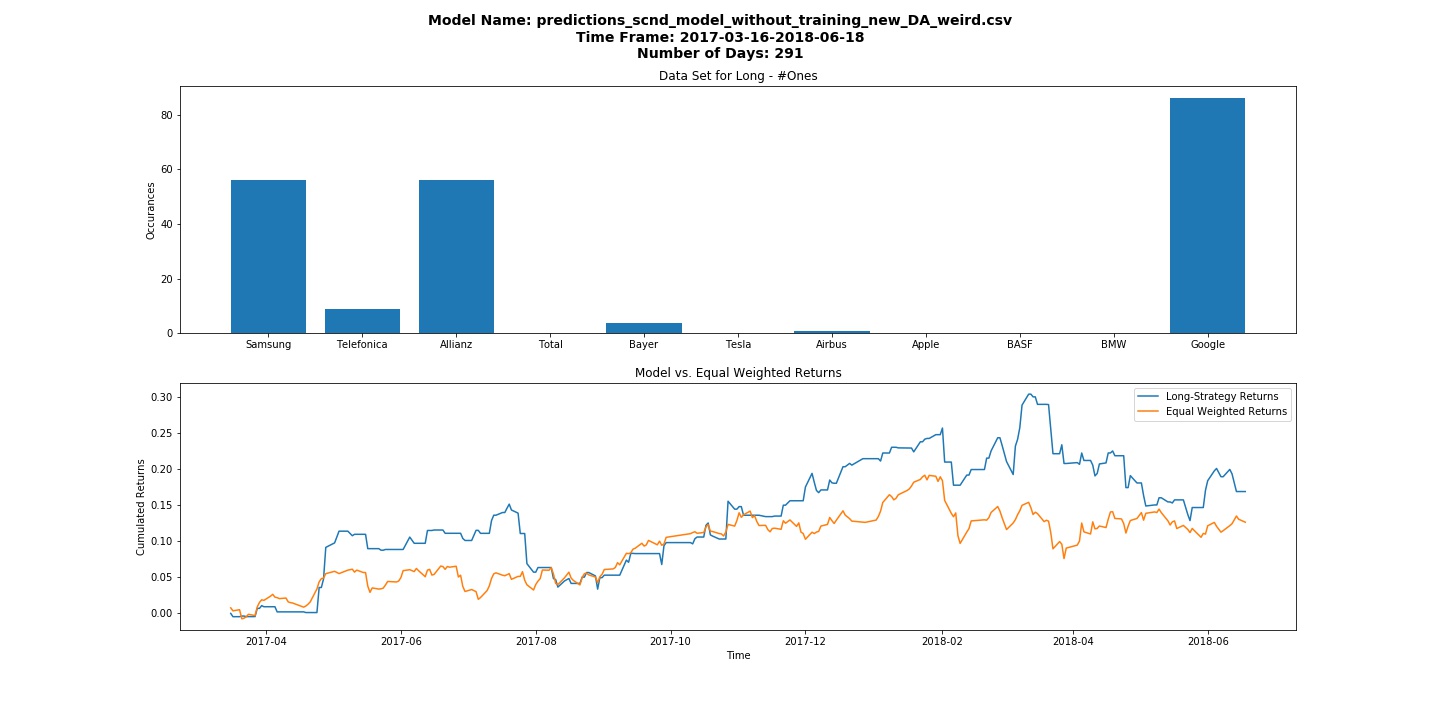 Model Name: predictions_scnd_model_without_training_new_DA_weird.csv
Time Frame: 2017-03-16-2018-06-18
Number of Days: 291
Data Set for Long - #Ones
80
60
40
20
0
Occurances
Samsung Telefonica Allianz Total Bayer Tesla Airbus Apple BASF BMW Google
Model vs. Equal Weighted Returns
Long-Strategy Returns
Equal Weighted Returns
0.30
0.25
0.20
0.15
0.10
0.05
0.00
Cumulated Returns
2017-04 2017-06 2017-08 2017-10 2017-12 2018-02 2018-04 2018-06
Time